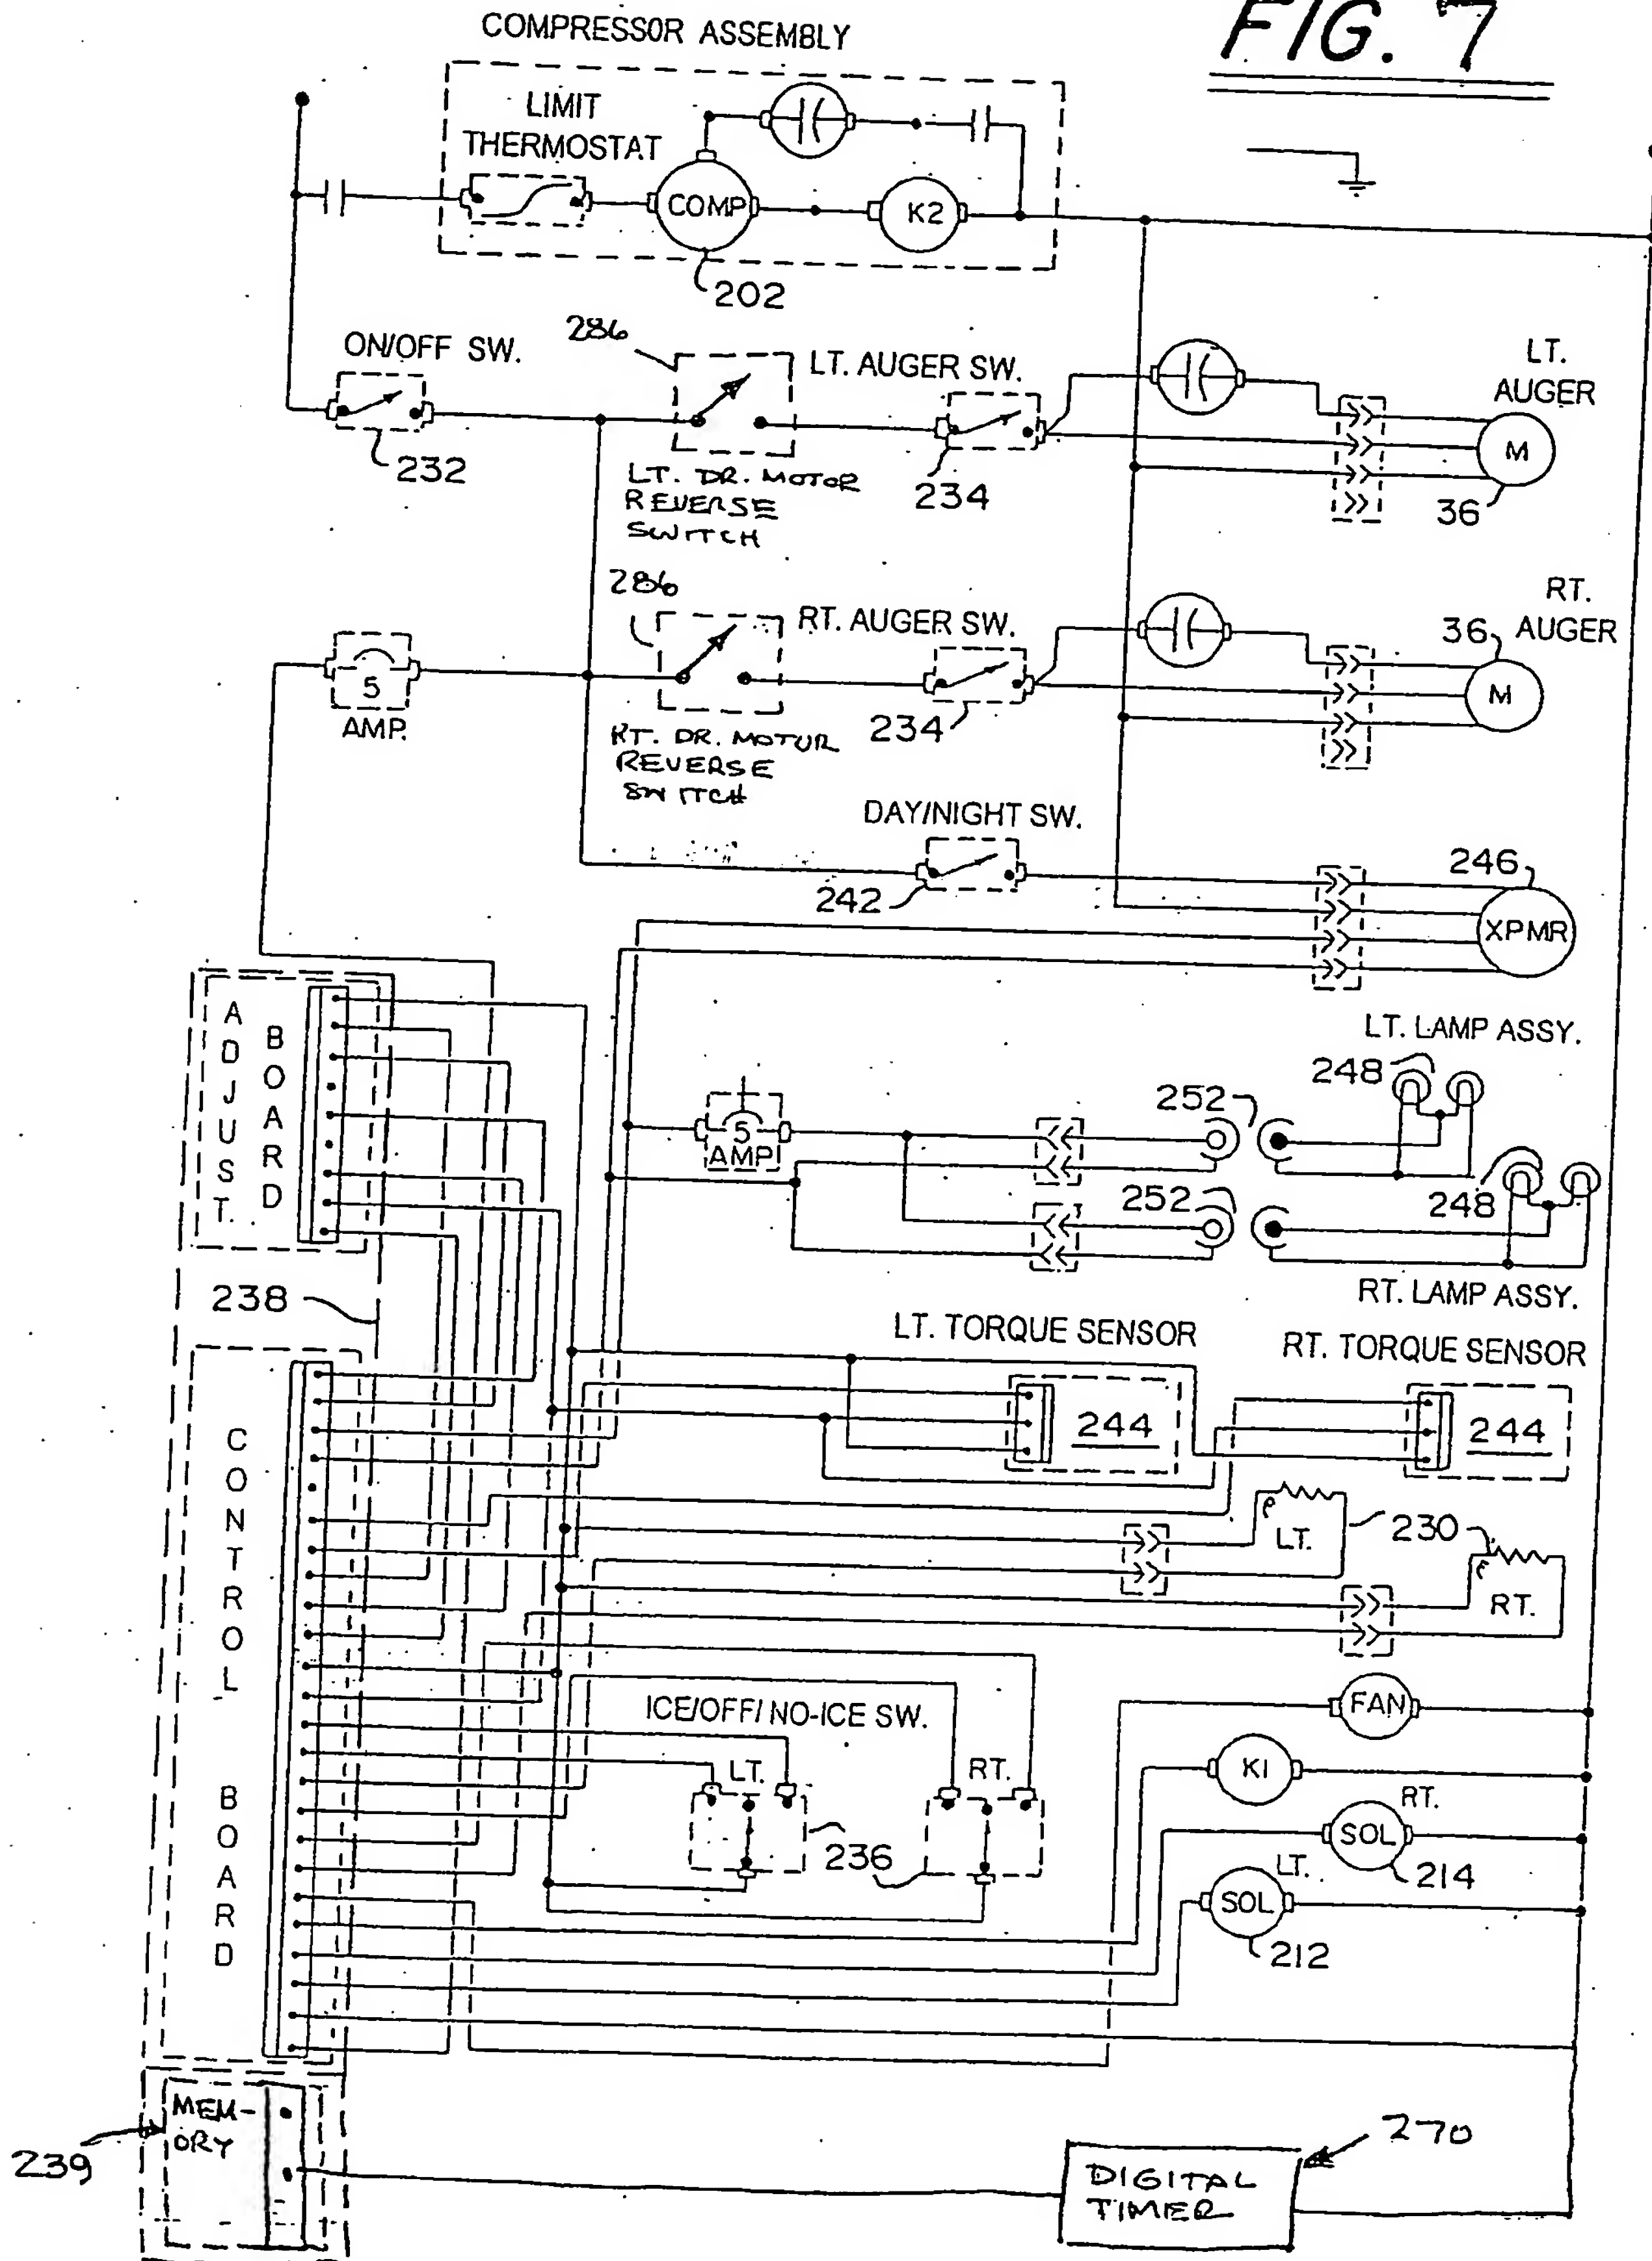 FIG. 7
COMPRESSOR ASSEMBLY
LIMIT
THERMOSTAT
COMP
K2
202
ON/OFF SW.
232
286
LT. AUGER SW.
LT. DR. MOTOR
REVERSE
SWITCH
234
LT.
AUGER
M
36
286
RT. AUGER SW.
RT.
AUGER
36
M
5
AMP.
RT. DR. MOTUR
REVERSE
SWITCH
234
DAY/NIGHT SW.
242
246
XPMR
ADJUST
BOARD
LT. LAMP ASSY.
248
252
5
AMP
252
248
RT. LAMP ASSY.
238
LT. TORQUE SENSOR
RT. TORQUE SENSOR
244
244
CONTROL
BOARD
LT.
230
RT.
ICE/OFF/NO-ICE SW.
LT.
RT.
236
FAN
K1
RT.
SOL
214
LT.
SOL
212
MEM-
ORY
239
270
DIGITAL
TIMER